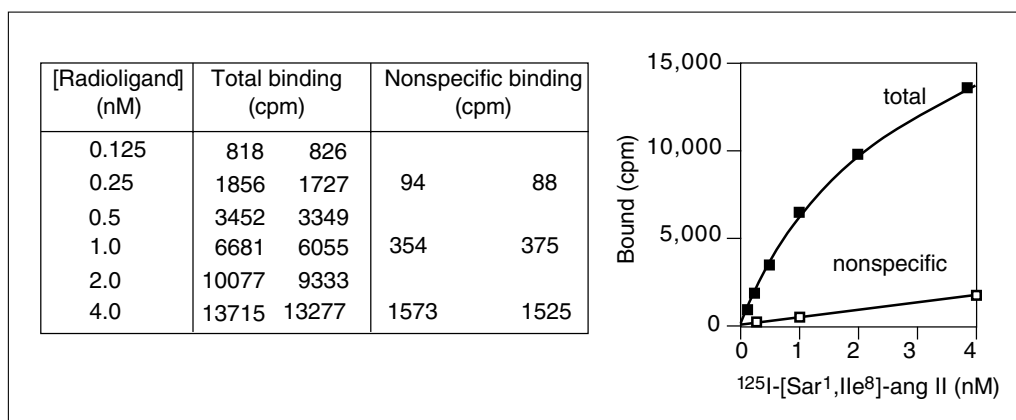 [Radioligand] Total binding Nonspecific binding
(nM) (cpm) (cpm)
0.125 818 826
0.25 1856 1727 94 88
0.5 3452 3349
1.0 6681 6055 354 375
2.0 10077 9333
4.0 13715 13277 1573 1525
15,000
10,000
5,000
0
Bound (cpm)
total
nonspecific
0 1 2 3 4
¹²⁵I-[Sar¹,Ile⁸]-ang II (nM)